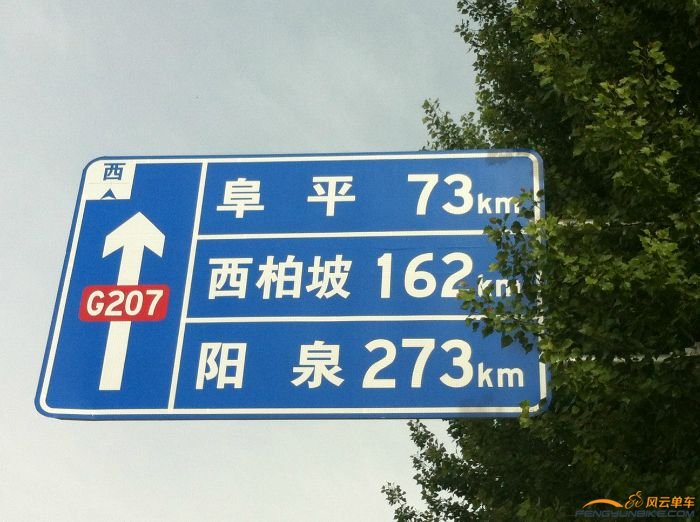 西
G207
阜平 73km
西柏坡 162km
阳泉 273km
风云单车
FENGYUNBIKE.COM